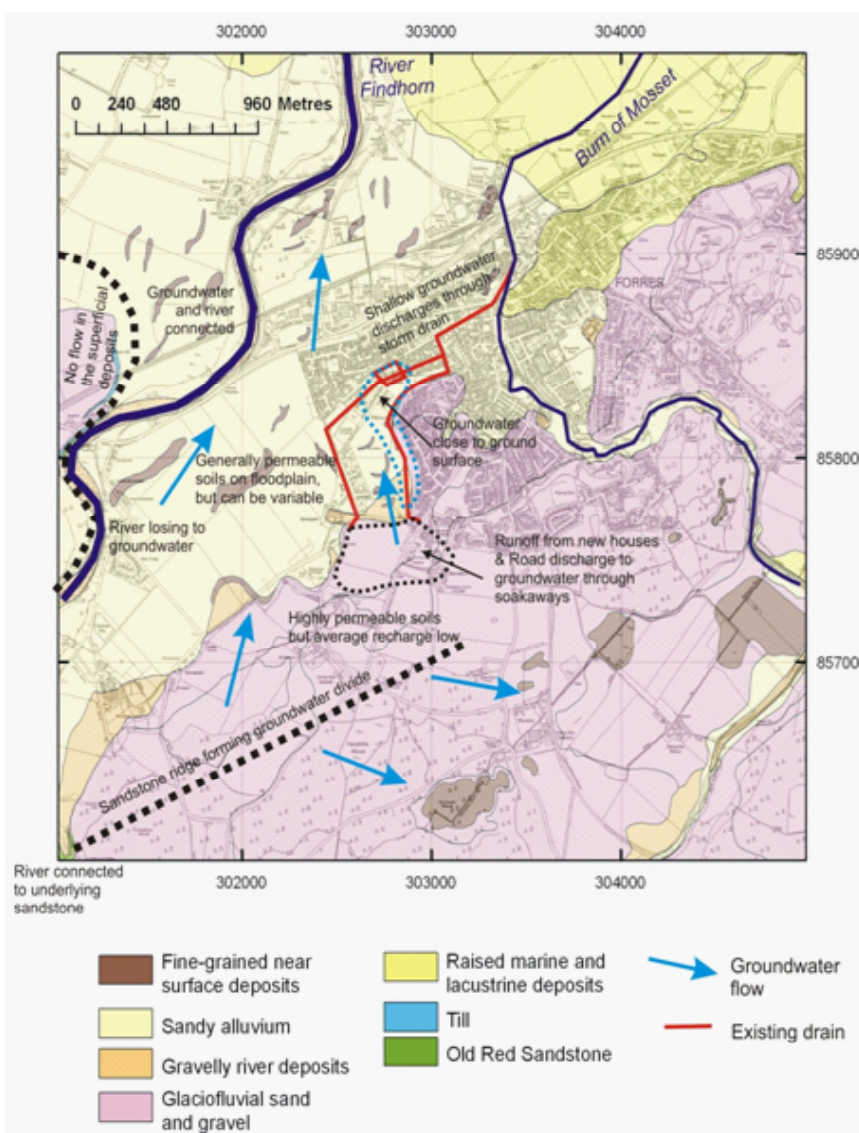 302000 303000 304000
River
Findhorn
Burn of Mosset
0 240 480 960 Metres
85900
Groundwater
and river
connected
Shallow groundwater
discharges through
storm drain
FORRES
No flow in
the superficial
deposits
Groundwater
close to ground
surface
85800
Generally permeable
soils on floodplain,
but can be variable
River losing to
groundwater
Runoff from new houses
& Road discharge to
groundwater through
soakaways
Highly permeable soils
but average recharge low
85700
Sandstone ridge forming groundwater divide
River connected
to underlying
sandstone
302000 303000 304000
Fine-grained near
surface deposits
Sandy alluvium
Gravelly river deposits
Glaciofluvial sand
and gravel
Raised marine and
lacustrine deposits
Till
Old Red Sandstone
Groundwater
flow
Existing drain